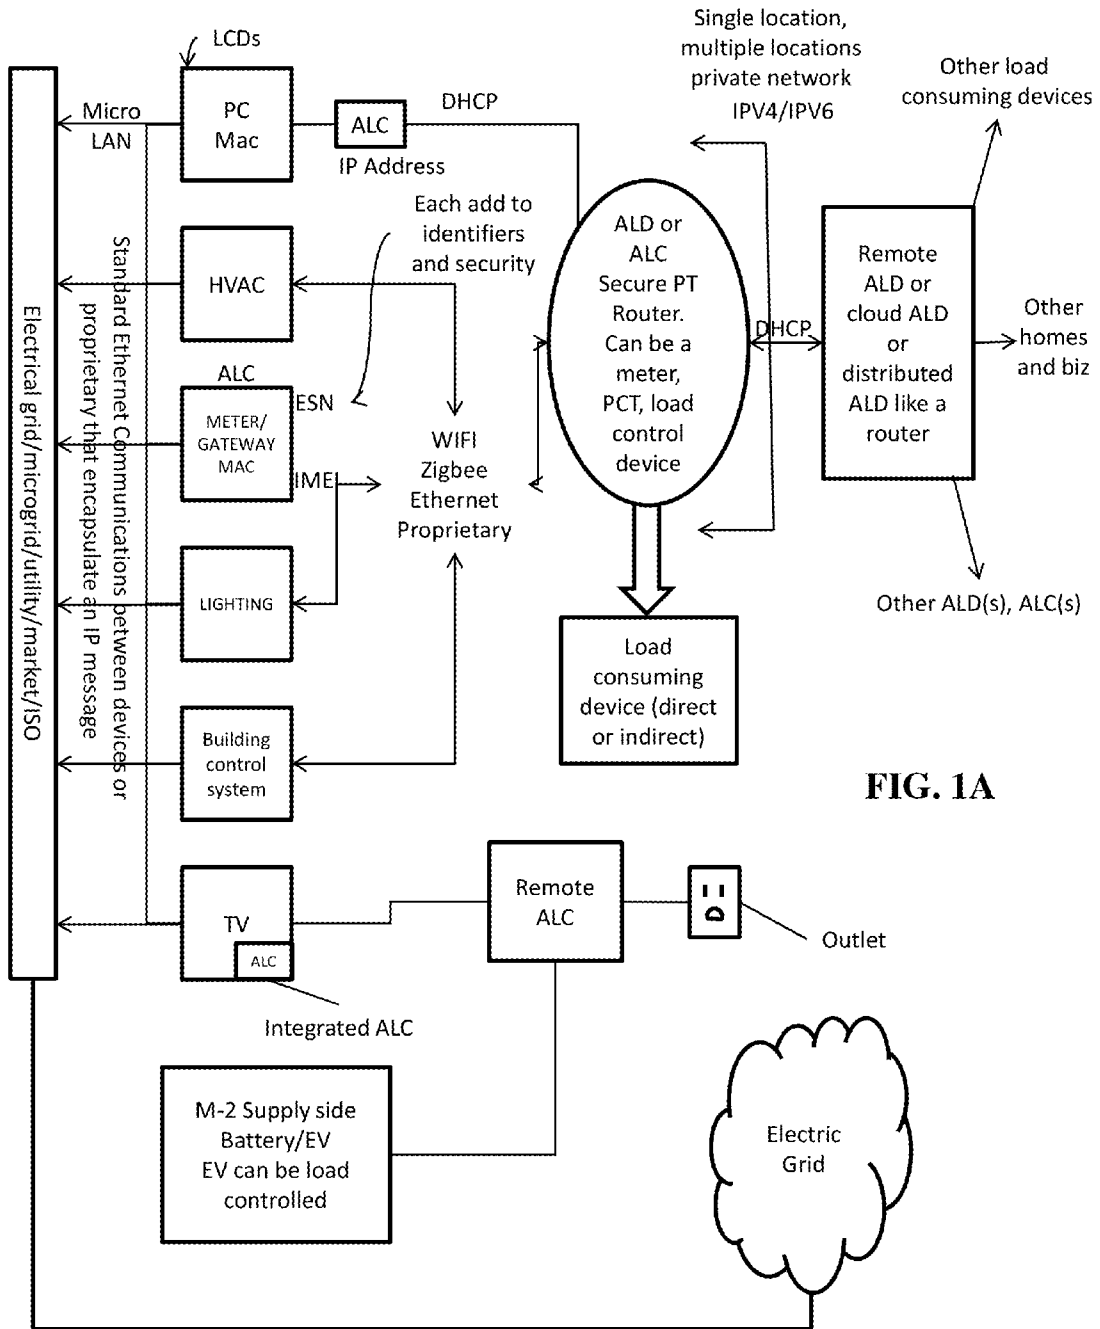 LCDs
Single location,
multiple locations
private network
IPV4/IPV6
Other load
consuming devices
Micro
LAN
PC
Mac
ALC
DHCP
IP Address
Each add to
identifiers
and security
HVAC
ALD or
ALC
Secure PT
Router.
Can be a
meter,
PCT, load
control
device
DHCP
Remote
ALD or
cloud ALD
or
distributed
ALD like a
router
Other
homes
and biz
Electrical grid/microgrid/utility/market/ISO
Standard Ethernet Communications between devices or
proprietary that encapsulate an IP message
ALC
ESN
METER/
GATEWAY
MAC
IMEI
WIFI
Zigbee
Ethernet
Proprietary
LIGHTING
Other ALD(s), ALC(s)
Load
consuming
device (direct
or indirect)
Building
control
system
FIG. 1A
TV
ALC
Remote
ALC
Outlet
Integrated ALC
M-2 Supply side
Battery/EV
EV can be load
controlled
Electric
Grid